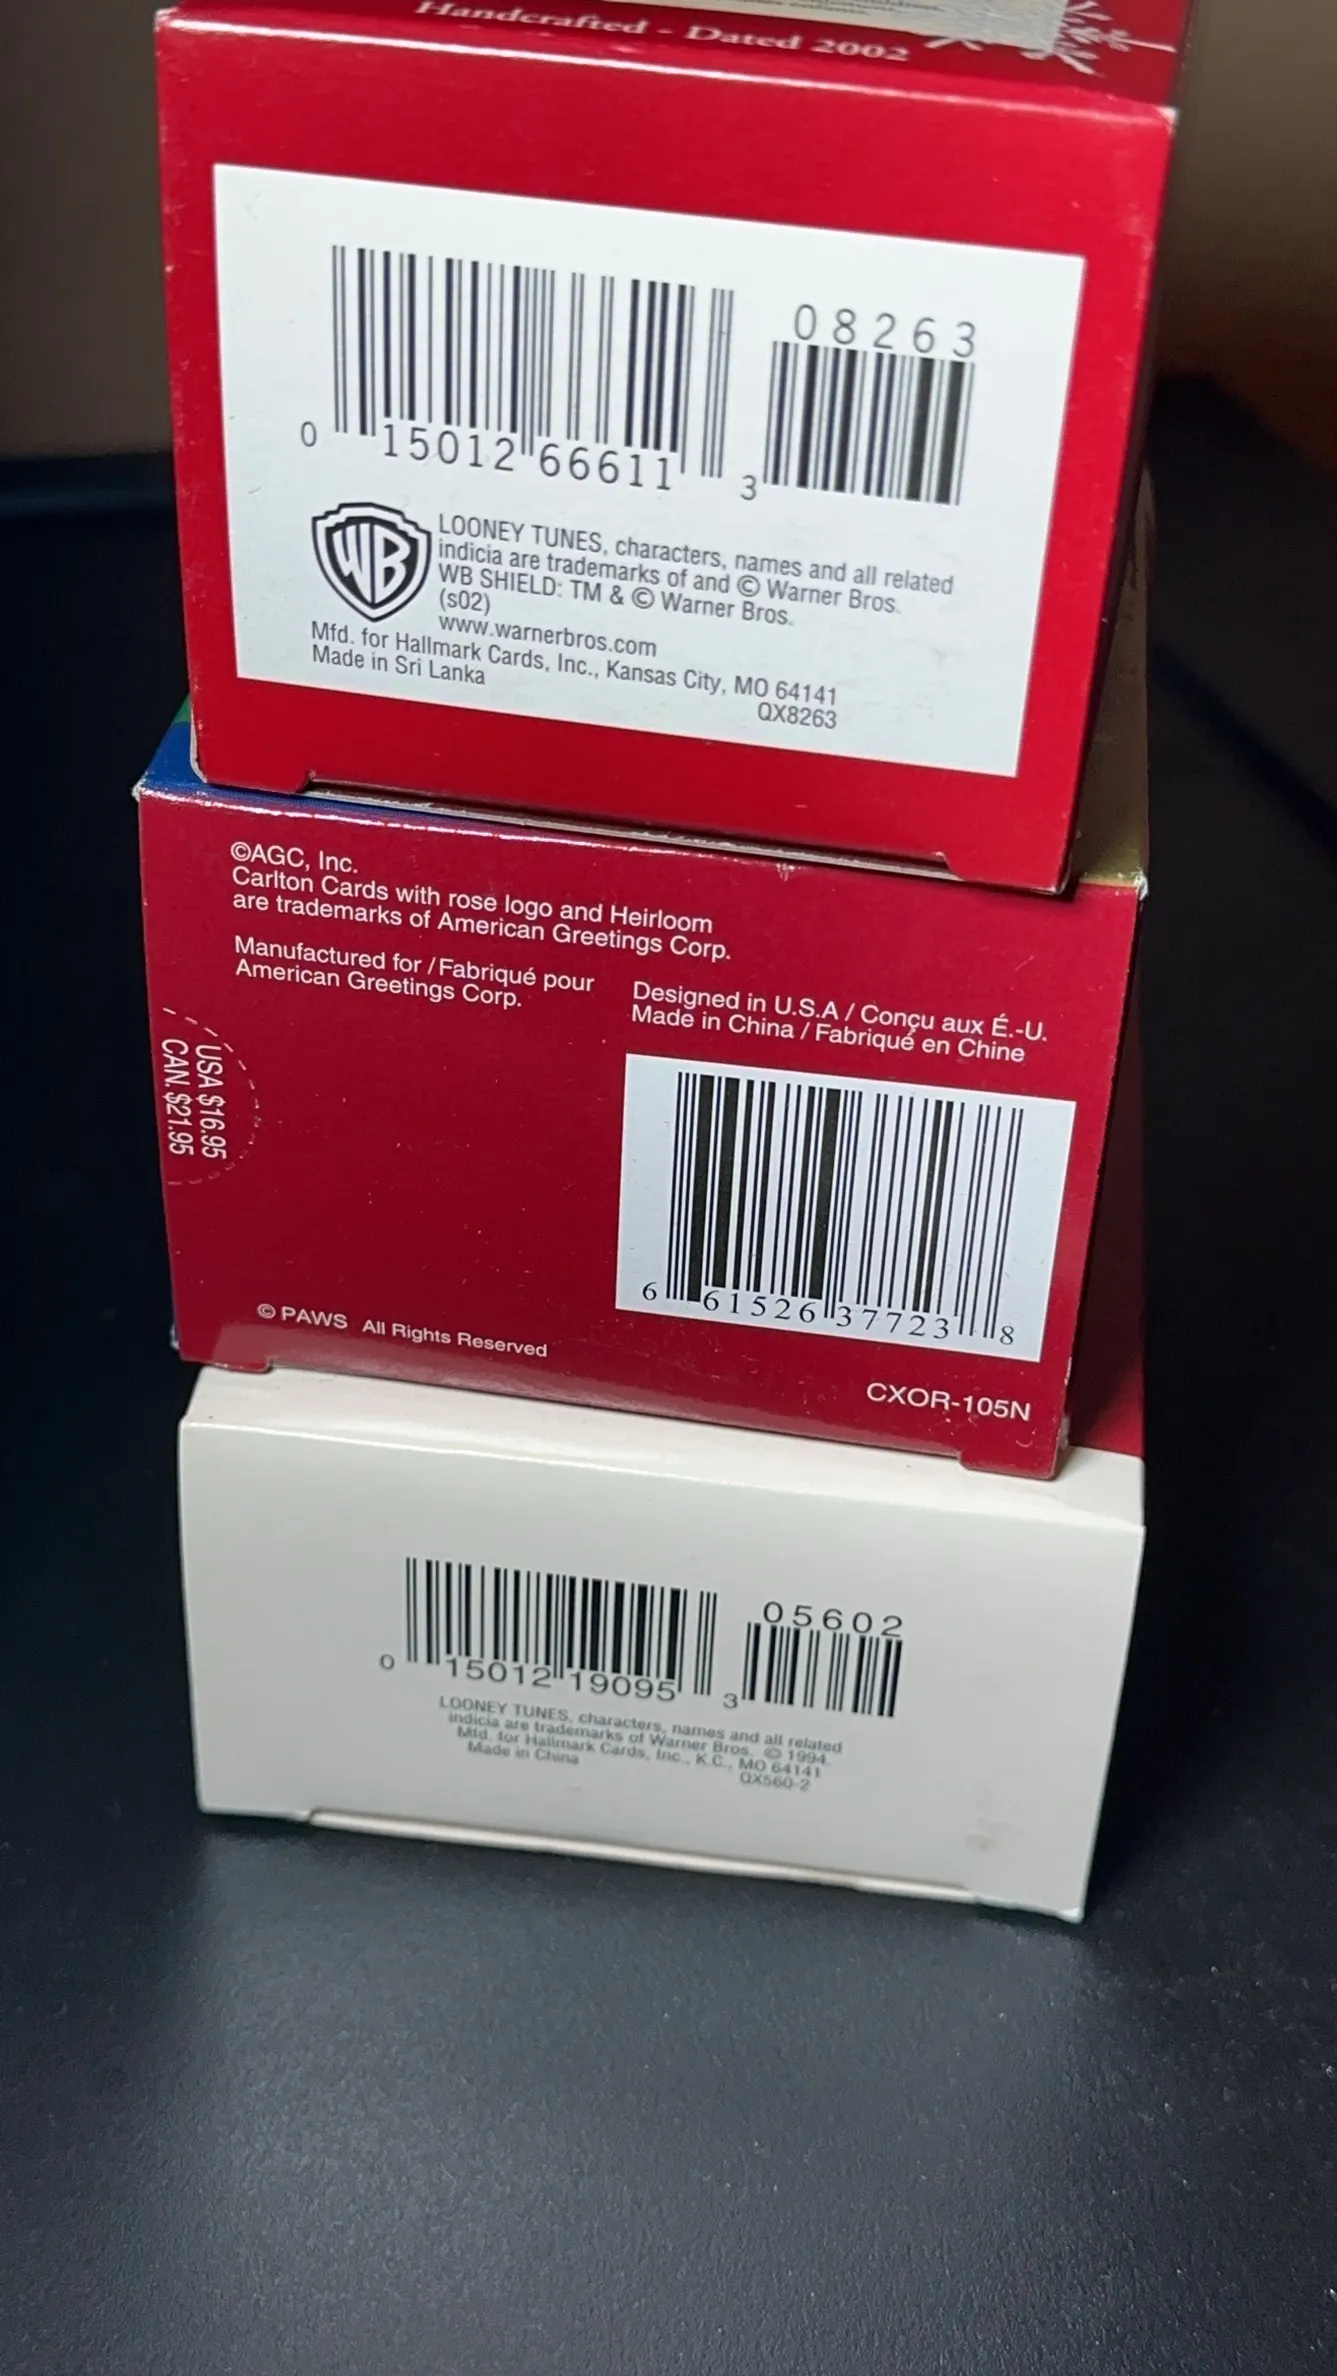 Handcrafted - Dated 2002
08263
0 15012 66611 3
WB
LOONEY TUNES, characters, names and all related
indicia are trademarks of and © Warner Bros.
WB SHIELD: TM & © Warner Bros.
(s02)
www.warnerbros.com
Mfd. for Hallmark Cards, Inc., Kansas City, MO 64141
Made in Sri Lanka
QX8263
©AGC, Inc.
Carlton Cards with rose logo and Heirloom
are trademarks of American Greetings Corp.
Manufactured for / Fabriqué pour
American Greetings Corp.
Designed in U.S.A / Conçu aux É.-U.
Made in China / Fabriqué en Chine
USA $16.95
CAN. $21.95
6 61526 37723 8
© PAWS All Rights Reserved
CXOR-105N
05602
0 15012 19095 3
LOONEY TUNES, characters, names and all related
indicia are trademarks of Warner Bros. © 1994
Mfd. for Hallmark Cards, Inc., K.C., MO 64141
Made in China
QX560-2